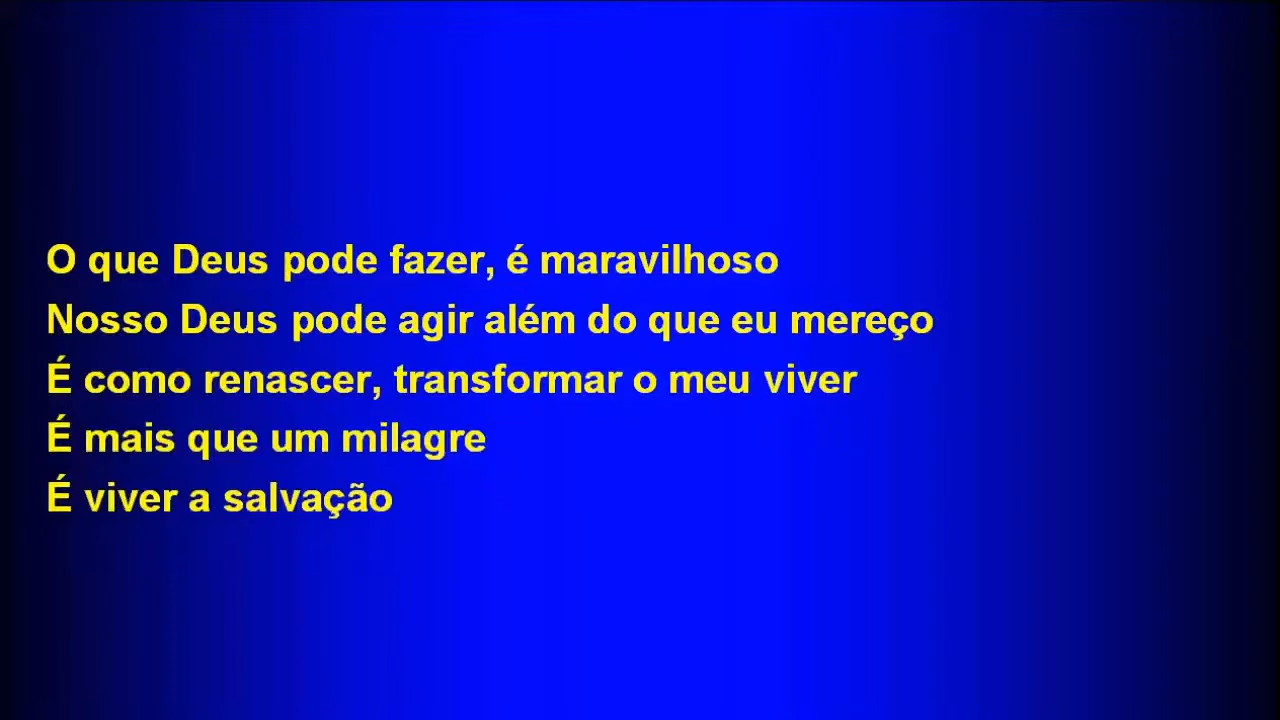 O que Deus pode fazer, é maravilhoso
Nosso Deus pode agir além do que eu mereço
É como renascer, transformar o meu viver
É mais que um milagre
É viver a salvação